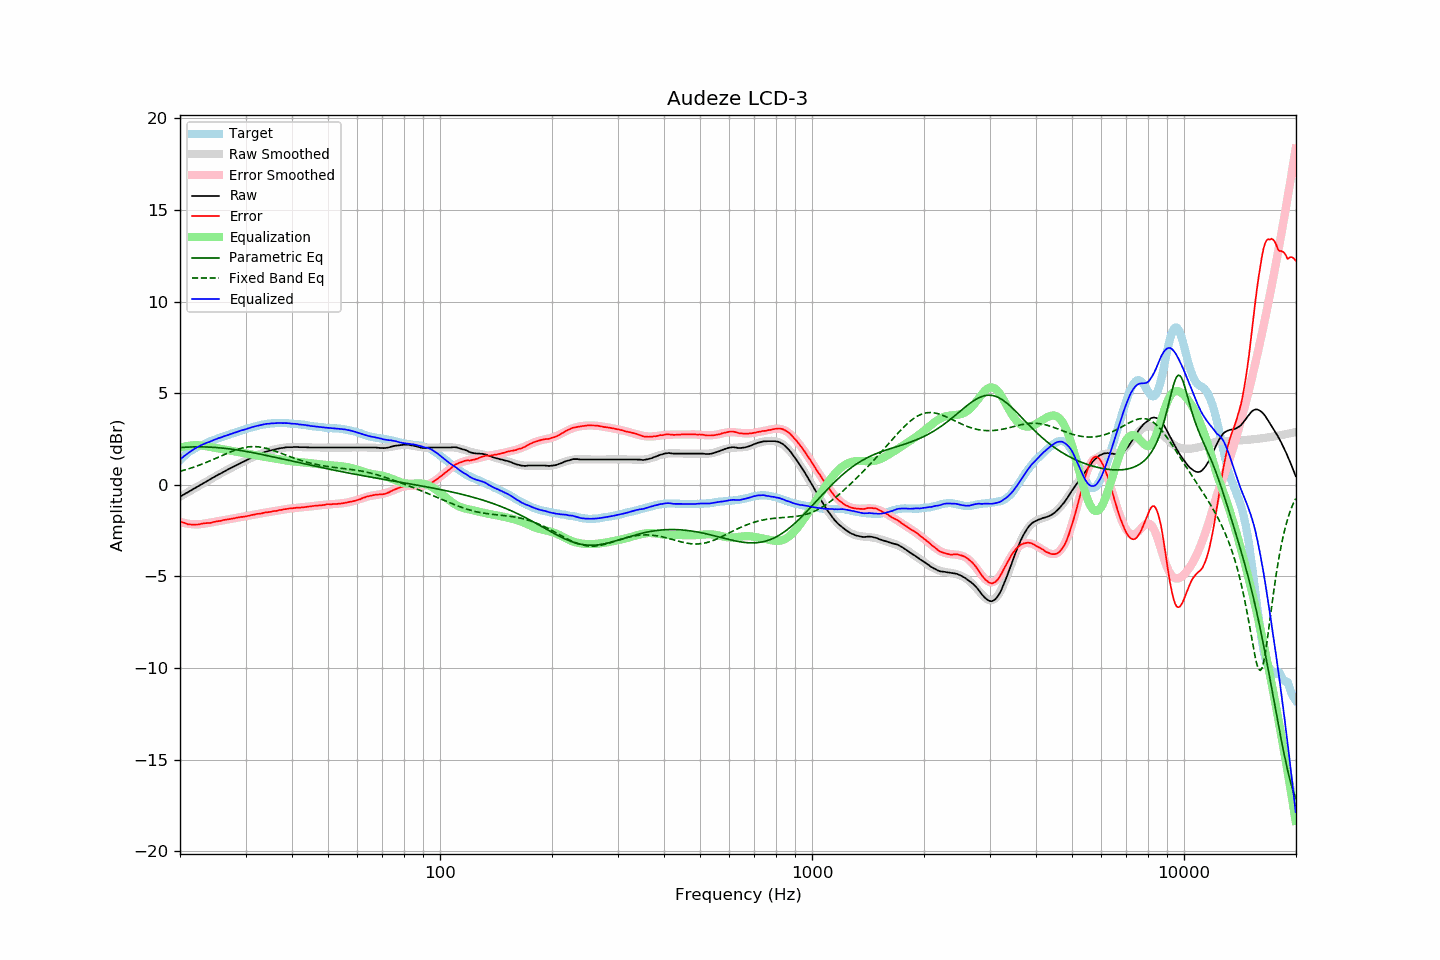 Audeze LCD-3
Target
Raw Smoothed
Error Smoothed
Raw
Error
Equalization
Parametric Eq
Fixed Band Eq
Equalized
20
15
10
5
0
−5
−10
−15
−20
Amplitude (dBr)
100
1000
10000
Frequency (Hz)